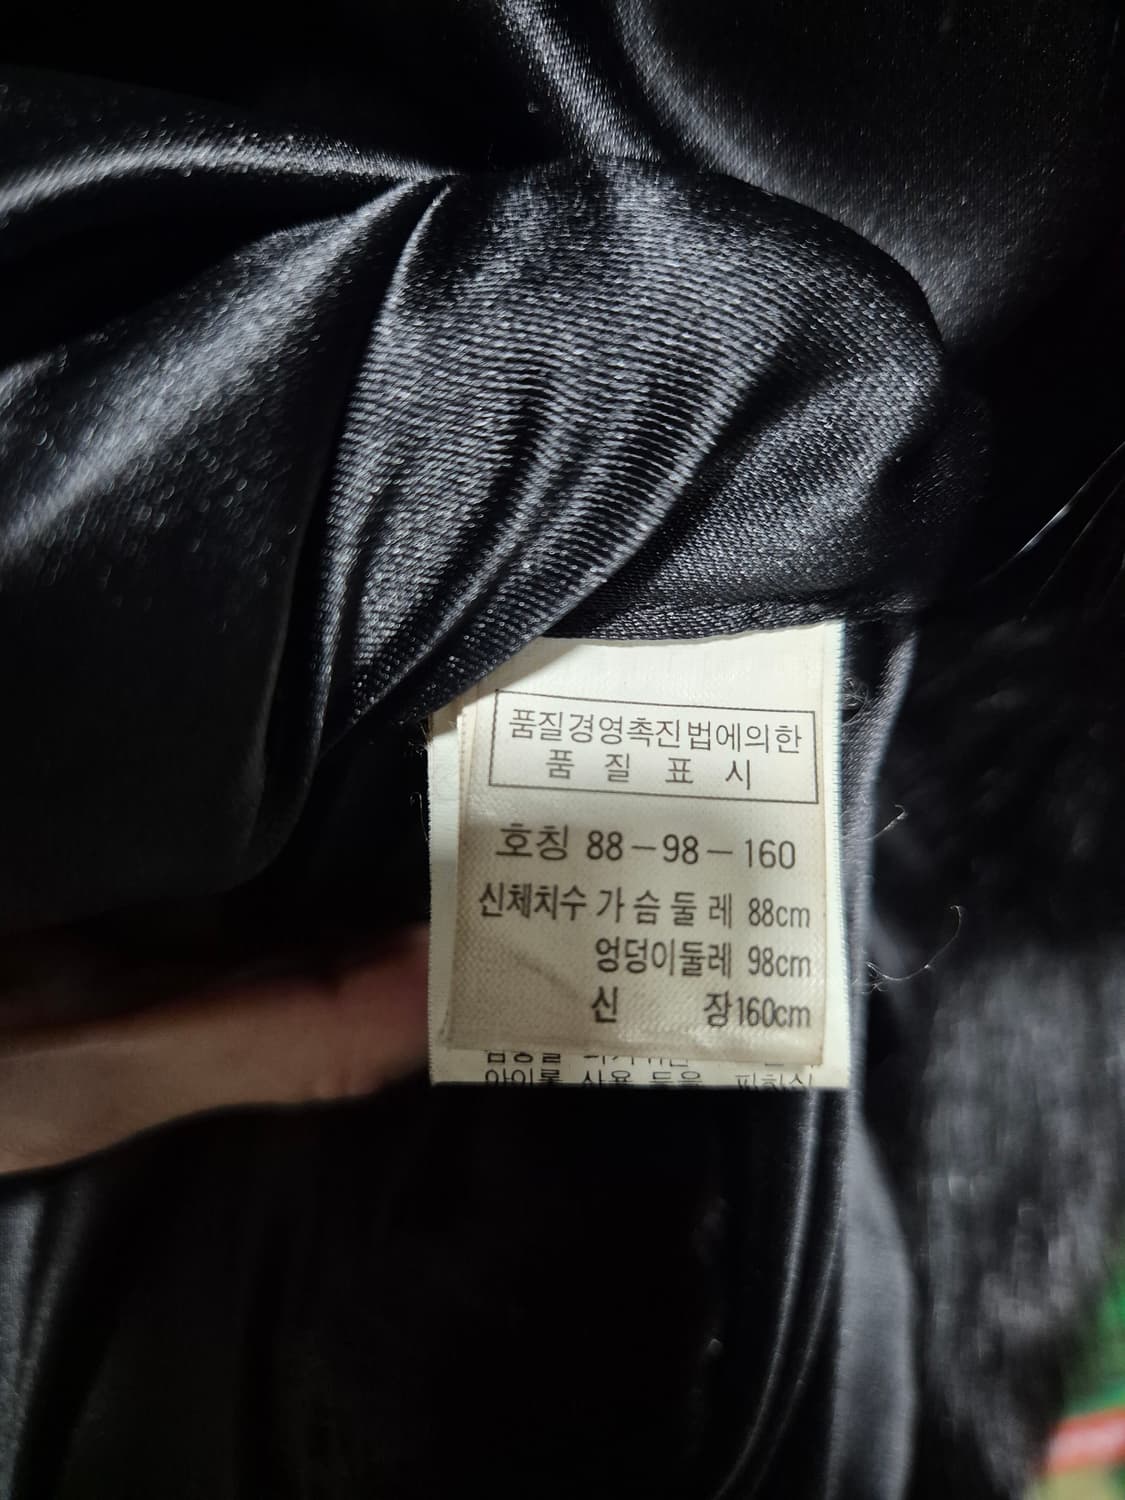 품질경영촉진법에의한
품 질 표 시
호칭 88-98-160
신체치수 가슴둘레 88cm
엉덩이둘레 98cm
신 장160cm